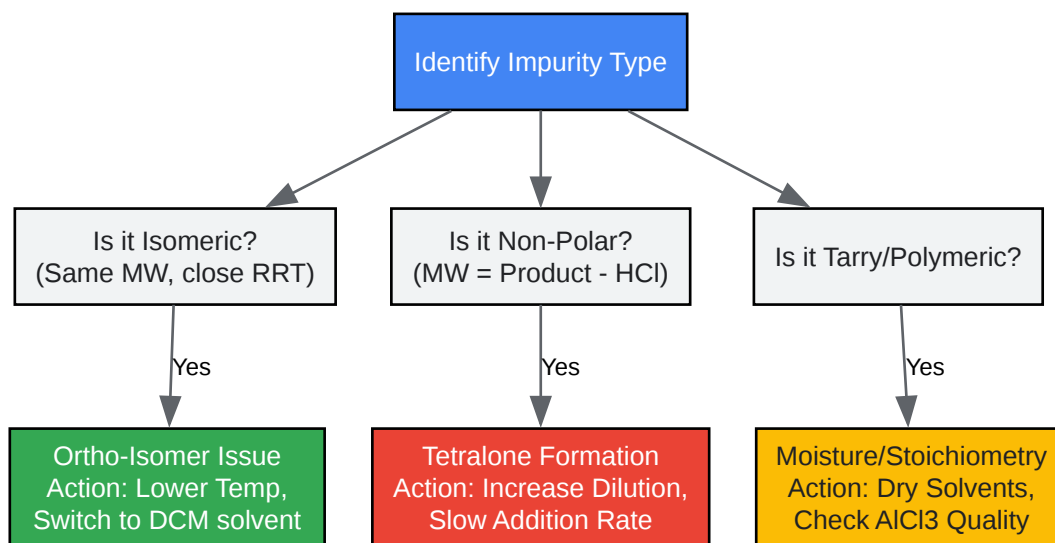 Identify Impurity Type
Is it Isomeric?
(Same MW, close RRT)
Is it Non-Polar?
(MW = Product - HCl)
Is it Tarry/Polymeric?
Yes
Yes
Yes
Ortho-Isomer Issue
Action: Lower Temp,
Switch to DCM solvent
Tetralone Formation
Action: Increase Dilution,
Slow Addition Rate
Moisture/Stoichiometry
Action: Dry Solvents,
Check AlCl3 Quality